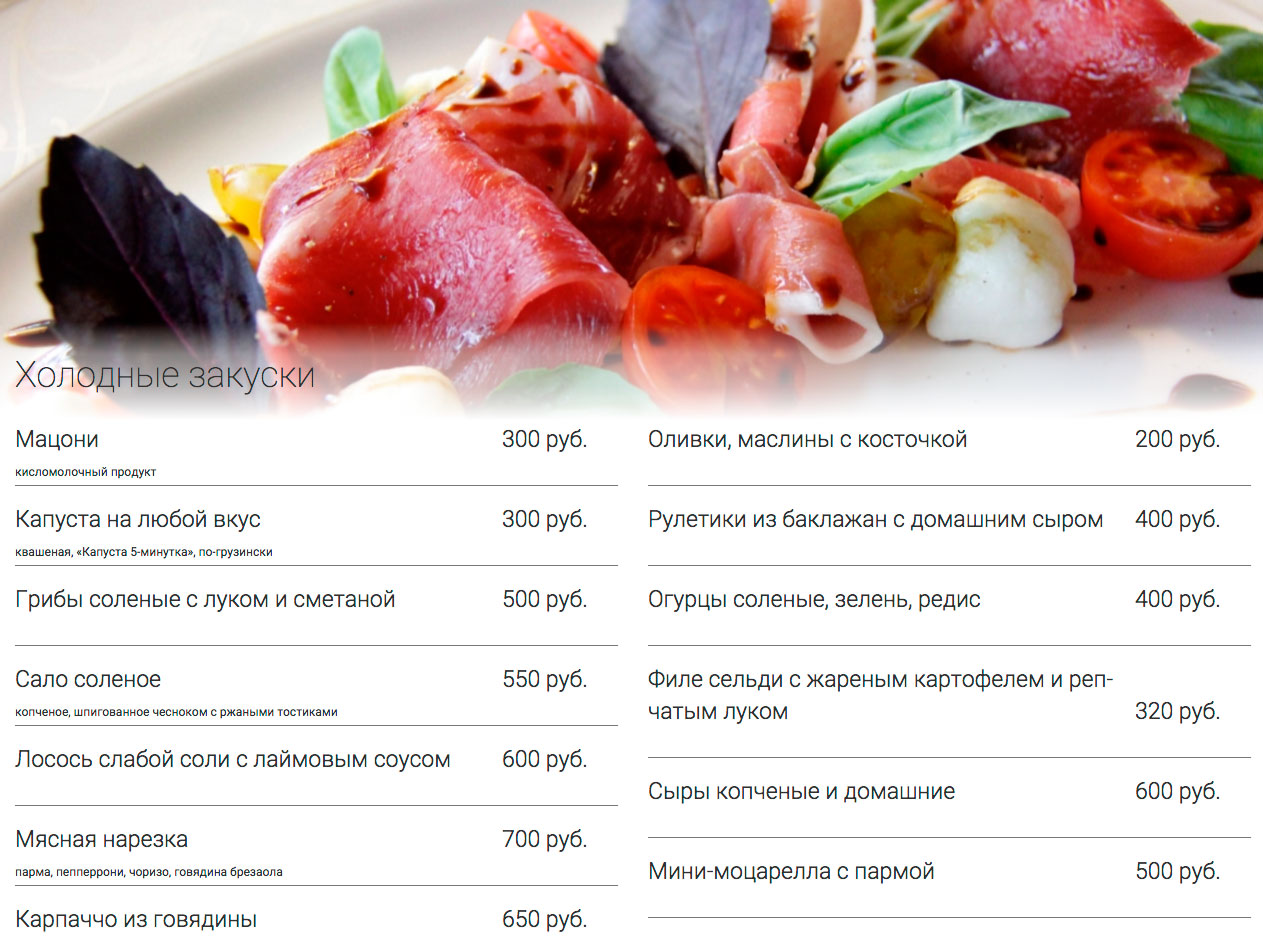 Холодные закуски
Мацони 300 руб.
кисломолочный продукт
Капуста на любой вкус 300 руб.
квашеная, «Капуста 5-минутка», по-грузински
Грибы соленые с луком и сметаной 500 руб.
Сало соленое 550 руб.
копченое, шпигованное чесноком с ржаными тостиками
Лосось слабой соли с лаймовым соусом 600 руб.
Мясная нарезка 700 руб.
парма, пепперрони, чоризо, говядина брезаола
Карпаччо из говядины 650 руб.
Оливки, маслины с косточкой 200 руб.
Рулетики из баклажан с домашним сыром 400 руб.
Огурцы соленые, зелень, редис 400 руб.
Филе сельди с жареным картофелем и реп-
чатым луком 320 руб.
Сыры копченые и домашние 600 руб.
Мини-моцарелла с пармой 500 руб.